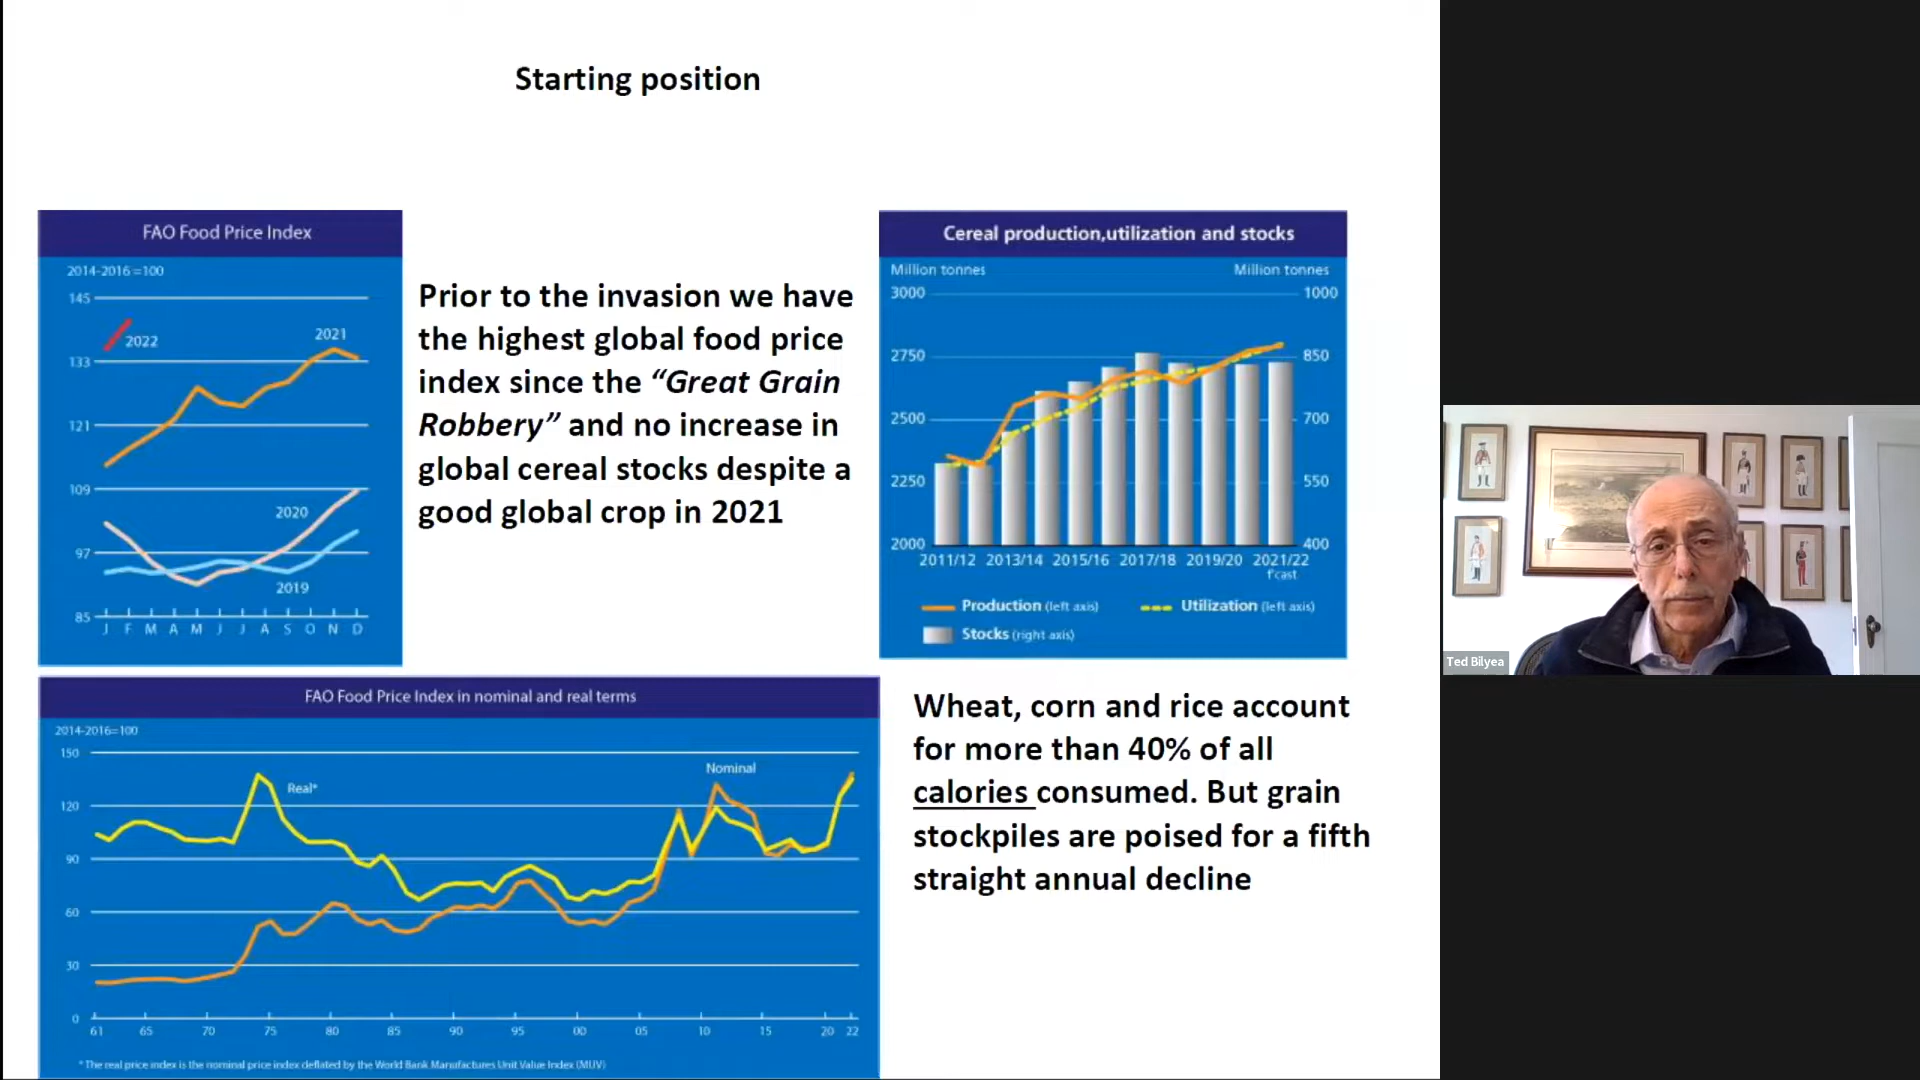 Starting position
FAO Food Price Index
2014-2016=100
145
2022
2021
133
121
109
2020
97
2019
85
J F M A M J J A S O N D
Prior to the invasion we have
the highest global food price
index since the “Great Grain
Robbery” and no increase in
global cereal stocks despite a
good global crop in 2021
Cereal production,utilization and stocks
Million tonnes Million tonnes
3000 1000
2750 850
2500 700
2250 550
2000 400
2011/12 2013/14 2015/16 2017/18 2019/20 2021/22
f'cast
Production (left axis) Utilization (left axis)
Stocks (right axis)
FAO Food Price Index in nominal and real terms
2014-2016=100
150
Nominal
Real*
120
90
60
30
0
61 65 70 75 80 85 90 95 00 05 10 15 20 22
* The real price index is the nominal price index deflated by the World Bank Manufactures Unit Value Index (MUV)
Wheat, corn and rice account
for more than 40% of all
calories consumed. But grain
stockpiles are poised for a fifth
straight annual decline
Ted Bilyea